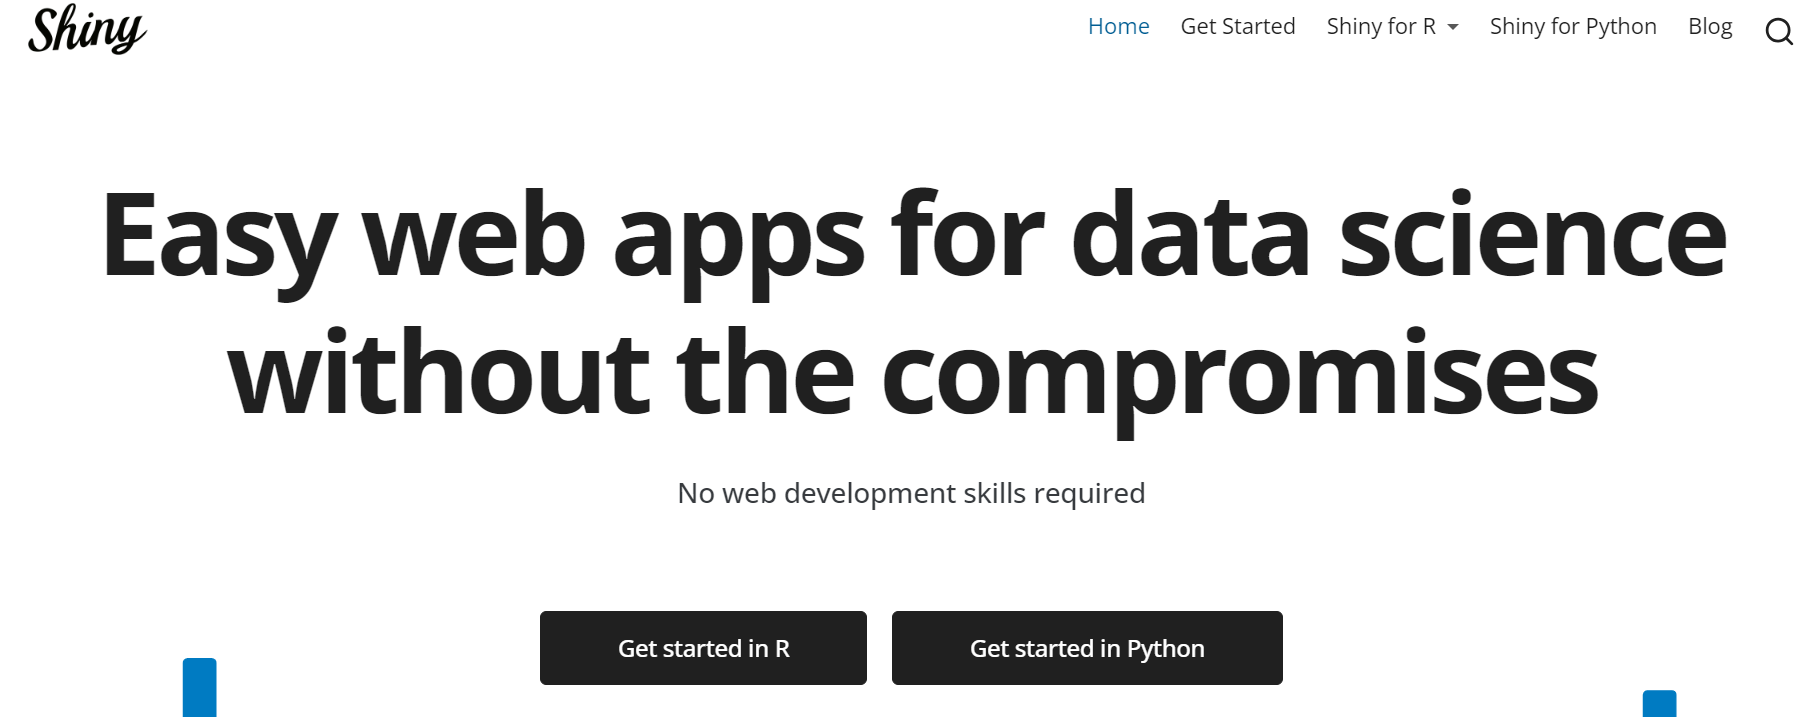 Shiny
Home Get Started Shiny for R Shiny for Python Blog
Easy web apps for data science
without the compromises
No web development skills required
Get started in R Get started in Python